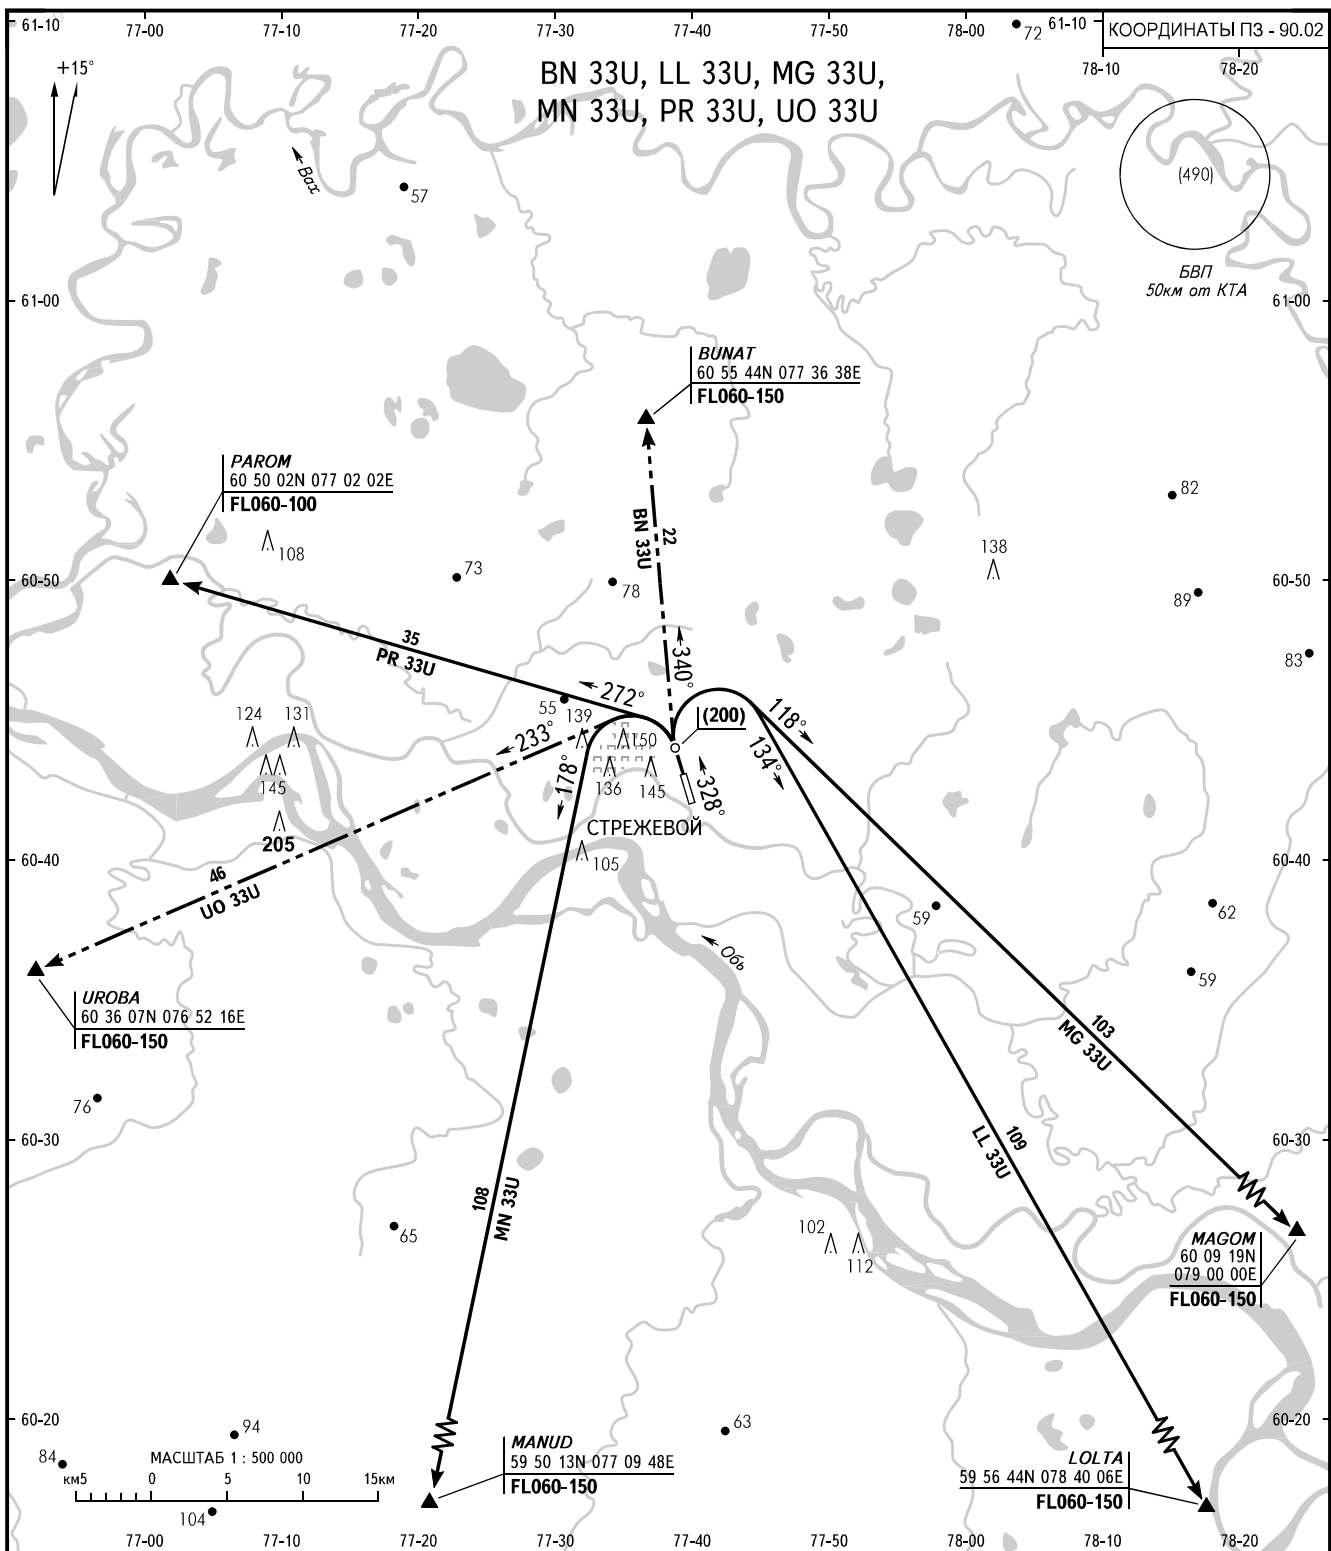 61-10
77-00
77-10
77-20
77-30
77-40
77-50
78-00
72
61-10
КООРДИНАТЫ ПЗ - 90.02
78-10
78-20
+15°
BN 33U, LL 33U, MG 33U,
MN 33U, PR 33U, UO 33U
Вах
57
(490)
БВП
50км от КТА
61-00
61-00
BUNAT
60 55 44N 077 36 38E
FL060-150
PAROM
60 50 02N 077 02 02E
FL060-100
108
22
BN 33U
82
138
60-50
73
78
60-50
89
35
PR 33U
340°
83
272°
55
139
(200)
118°
124
131
233°
150
134°
178°
145
136
145
328°
205
СТРЕЖЕВОЙ
60-40
105
60-40
46
UO 33U
59
62
Обь
59
UROBA
60 36 07N 076 52 16E
FL060-150
103
MG 33U
76
60-30
60-30
109
LL 33U
108
MN 33U
65
102
112
MAGOM
60 09 19N
079 00 00E
FL060-150
60-20
60-20
94
63
84
МАСШТАБ 1 : 500 000
км5
0
5
10
15км
104
MANUD
59 50 13N 077 09 48E
FL060-150
LOLTA
59 56 44N 078 40 06E
FL060-150
77-00
77-10
77-20
77-30
77-40
77-50
78-00
78-10
78-20